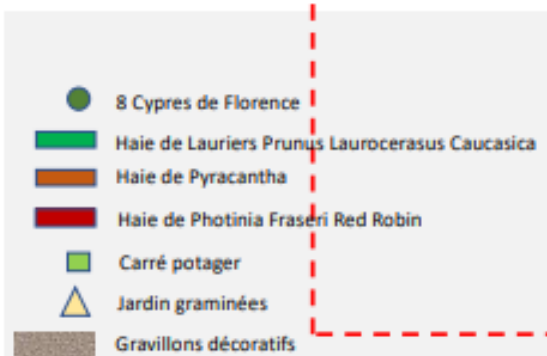 8 Cypres de Florence
Haie de Lauriers Prunus Laurocerasus Caucasica
Haie de Pyracantha
Haie de Photinia Fraseri Red Robin
Carré potager
Jardin graminées
Gravillons décoratifs